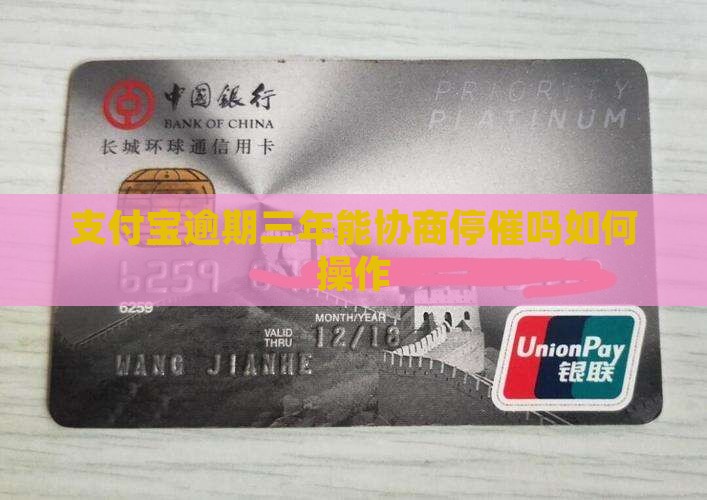 中国银行
BANK OF CHINA
长城环球通信用卡
PRIORITY
PLATINUM
支付宝逾期三年能协商停催吗如何
操作
6259
6259
MONTH/YEAR
VALID
THRU
12/18
WANG JIANHE
UnionPay
银联